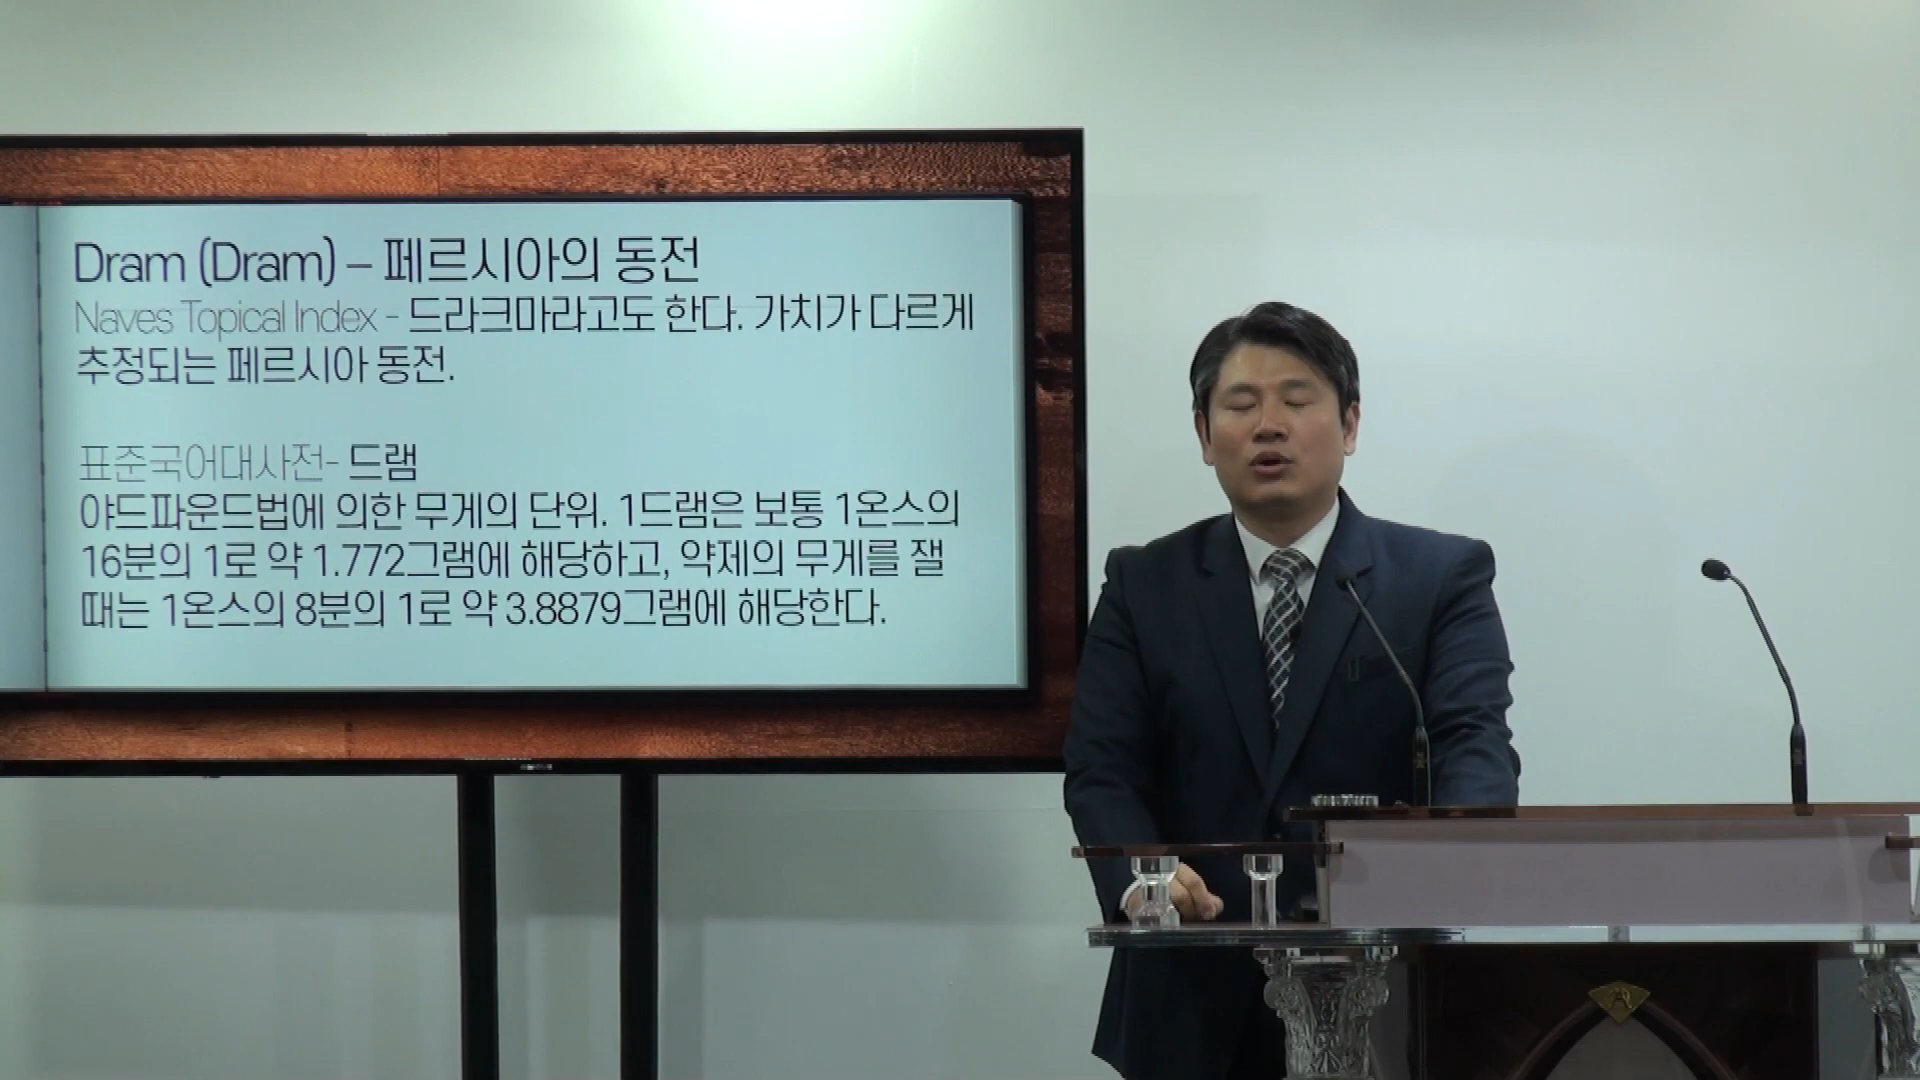 Dram (Dram) – 페르시아의 동전
Naves Topical Index - 드라크마라고도 한다. 가치가 다르게
추정되는 페르시아 동전.
표준국어대사전- 드램
야드파운드법에 의한 무게의 단위. 1드램은 보통 1온스의
16분의 1로 약 1.772그램에 해당하고, 약제의 무게를 잴
때는 1온스의 8분의 1로 약 3.8879그램에 해당한다.